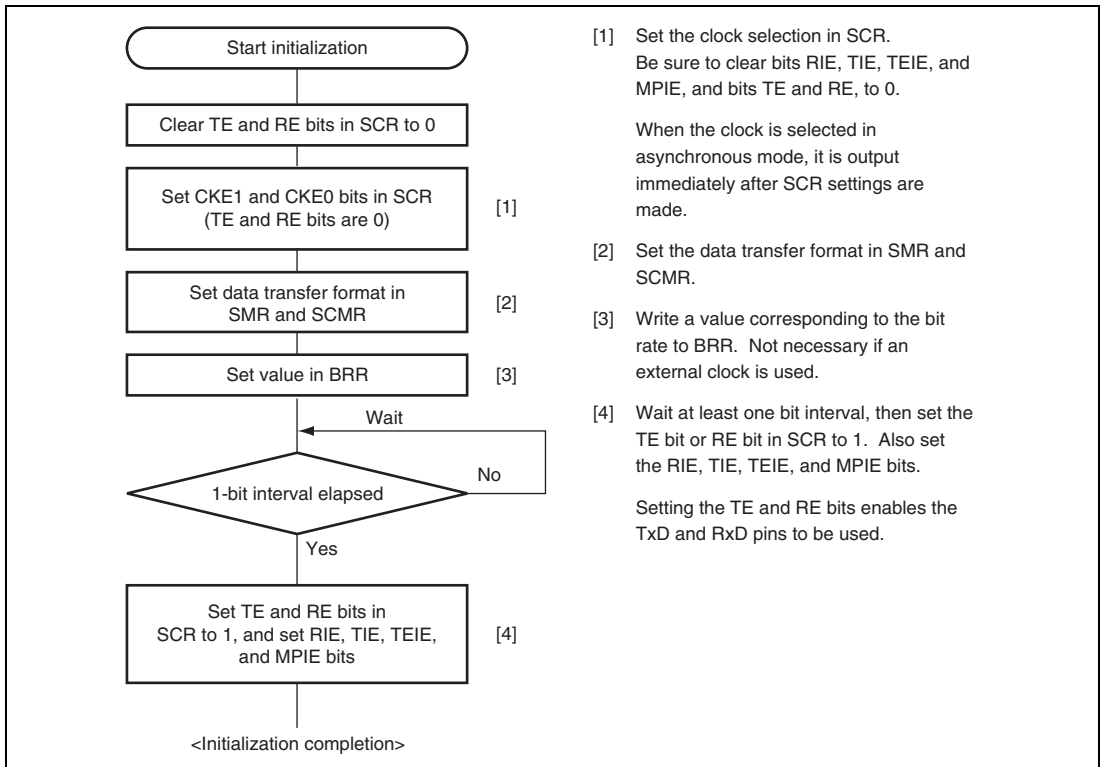 Start initialization
Clear TE and RE bits in SCR to 0
Set CKE1 and CKE0 bits in SCR
(TE and RE bits are 0)
[1]
Set data transfer format in
SMR and SCMR
[2]
Set value in BRR
[3]
Wait
1-bit interval elapsed
No
Yes
Set TE and RE bits in
SCR to 1, and set RIE, TIE, TEIE,
and MPIE bits
[4]
<Initialization completion>
[1] Set the clock selection in SCR.
Be sure to clear bits RIE, TIE, TEIE, and
MPIE, and bits TE and RE, to 0.
When the clock is selected in
asynchronous mode, it is output
immediately after SCR settings are
made.
[2] Set the data transfer format in SMR and
SCMR.
[3] Write a value corresponding to the bit
rate to BRR. Not necessary if an
external clock is used.
[4] Wait at least one bit interval, then set the
TE bit or RE bit in SCR to 1. Also set
the RIE, TIE, TEIE, and MPIE bits.
Setting the TE and RE bits enables the
TxD and RxD pins to be used.